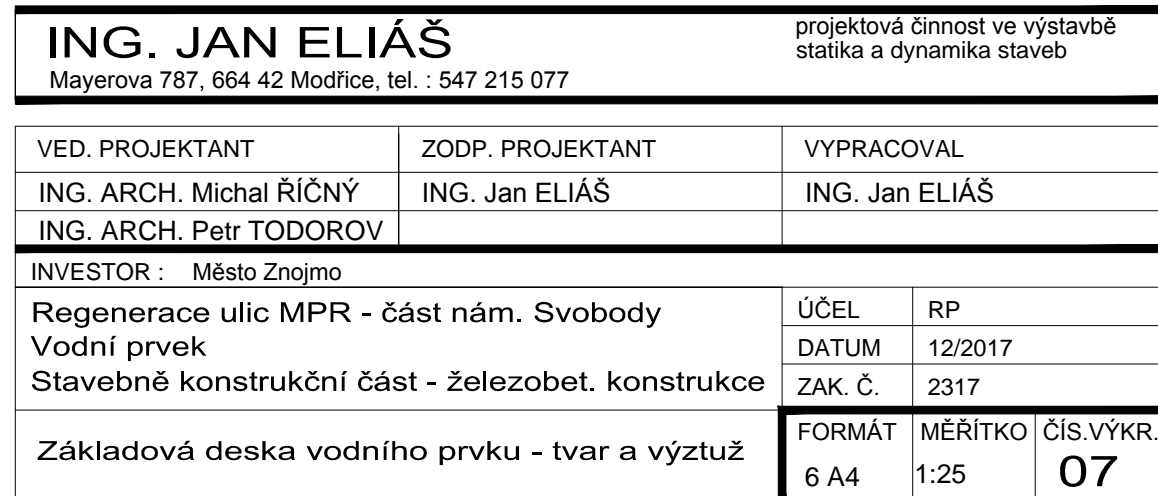 ING. JAN ELIÁŠ
Mayerova 787, 664 42 Modřice, tel. : 547 215 077
projektová činnost ve výstavbě
statika a dynamika staveb
VED. PROJEKTANT ZODP. PROJEKTANT VYPRACOVAL
ING. ARCH. Michal ŘÍČNÝ ING. Jan ELIÁŠ ING. Jan ELIÁŠ
ING. ARCH. Petr TODOROV
INVESTOR : Město Znojmo
Regenerace ulic MPR - část nám. Svobody
Vodní prvek
Stavebně konstrukční část - železobet. konstrukce
ÚČEL RP
DATUM 12/2017
ZAK. Č. 2317
Základová deska vodního prvku - tvar a výztuž
FORMÁT MĚŘÍTKO ČÍS.VÝKR.
6 A4 1:25 07